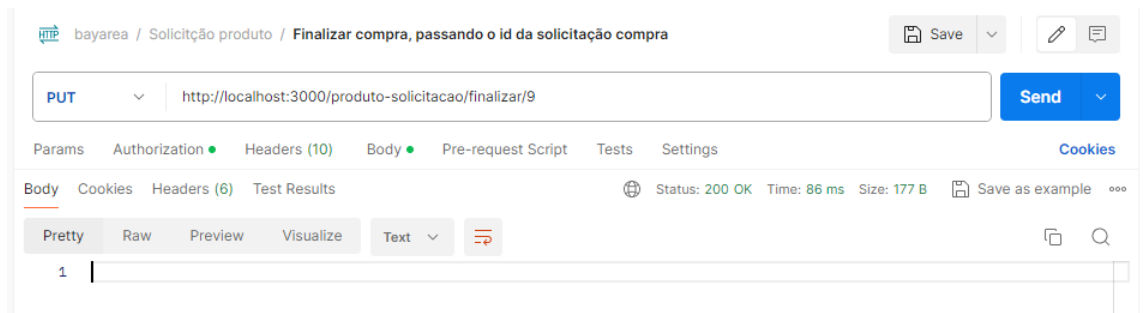 HTTP bayarea / Solicitção produto / Finalizar compra, passando o id da solicitação compra Save
PUT http://localhost:3000/produto-solicitacao/finalizar/9 Send
Params Authorization Headers (10) Body Pre-request Script Tests Settings Cookies
Body Cookies Headers (6) Test Results Status: 200 OK Time: 86 ms Size: 177 B Save as example
Pretty Raw Preview Visualize Text
1